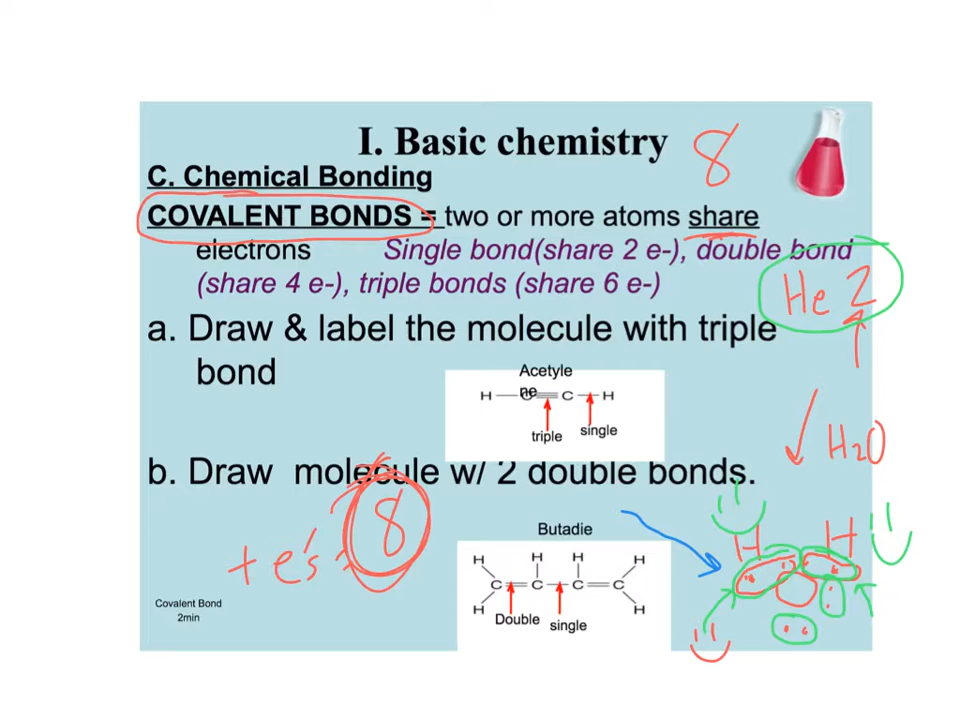 I. Basic chemistry
8
C. Chemical Bonding
COVALENT BONDS = two or more atoms share
electrons Single bond(share 2 e-), double bond
(share 4 e-), triple bonds (share 6 e-)
He 2
a. Draw & label the molecule with triple
bond
Acetyle
ne
H C C H
triple single
H2O
b. Draw molecule w/ 2 double bonds.
8
+ e's
Butadie
H H H H
C C C C
H H
Double single
H H
Covalent Bond
2min